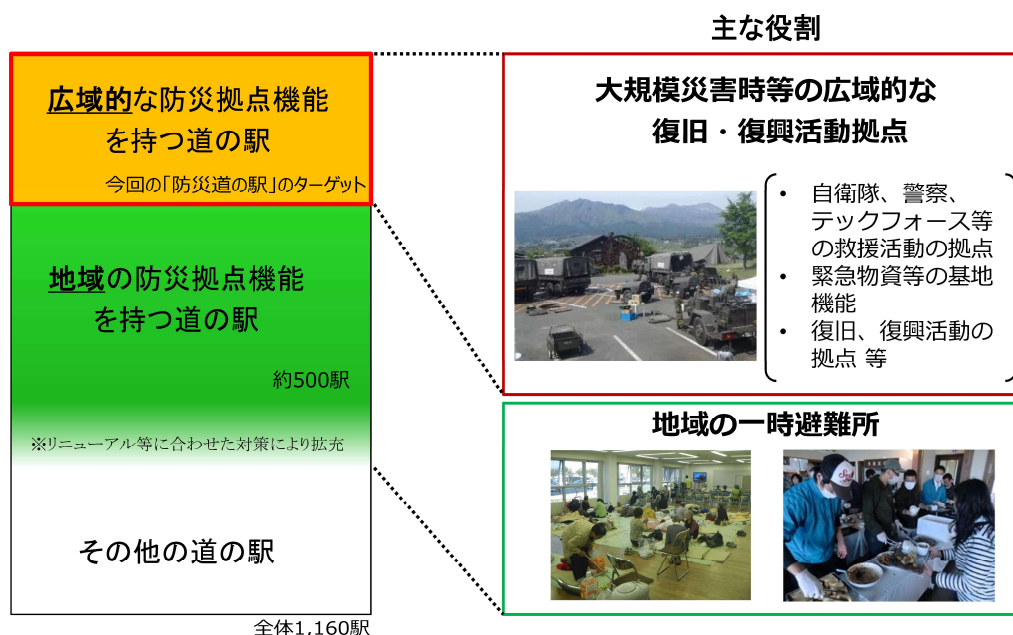 主な役割
広域的な防災拠点機能
を持つ道の駅
今回の「防災道の駅」のターゲット
地域の防災拠点機能
を持つ道の駅
約500駅
※リニューアル等に合わせた対策により拡充
その他の道の駅
全体1,160駅
大規模災害時等の広域的な
復旧・復興活動拠点
• 自衛隊、警察、
テックフォース等
の救援活動の拠点
• 緊急物資等の基地
機能
• 復旧、復興活動の
拠点 等
地域の一時避難所